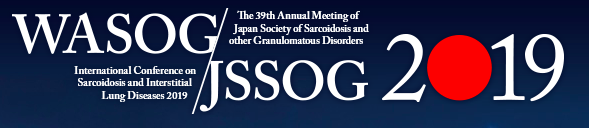 WASOG/
The 39th Annual Meeting of
Japan Society of Sarcoidosis and
other Granulomatous Disorders
International Conference on
Sarcoidosis and Interstitial
Lung Diseases 2019
JSSOG
2019